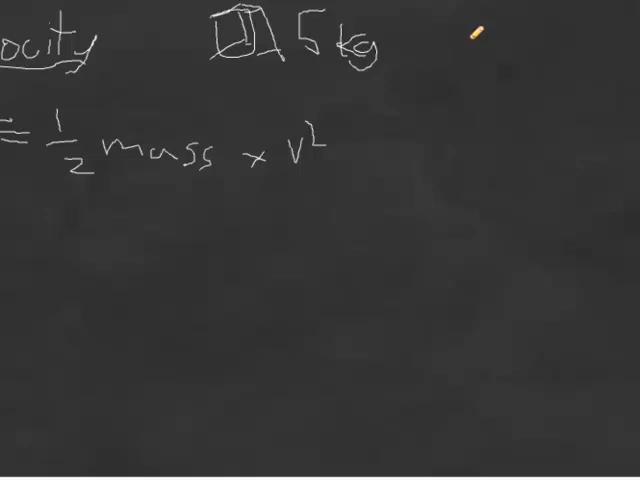 ocity 5 kg
= 1/2 mass x v²